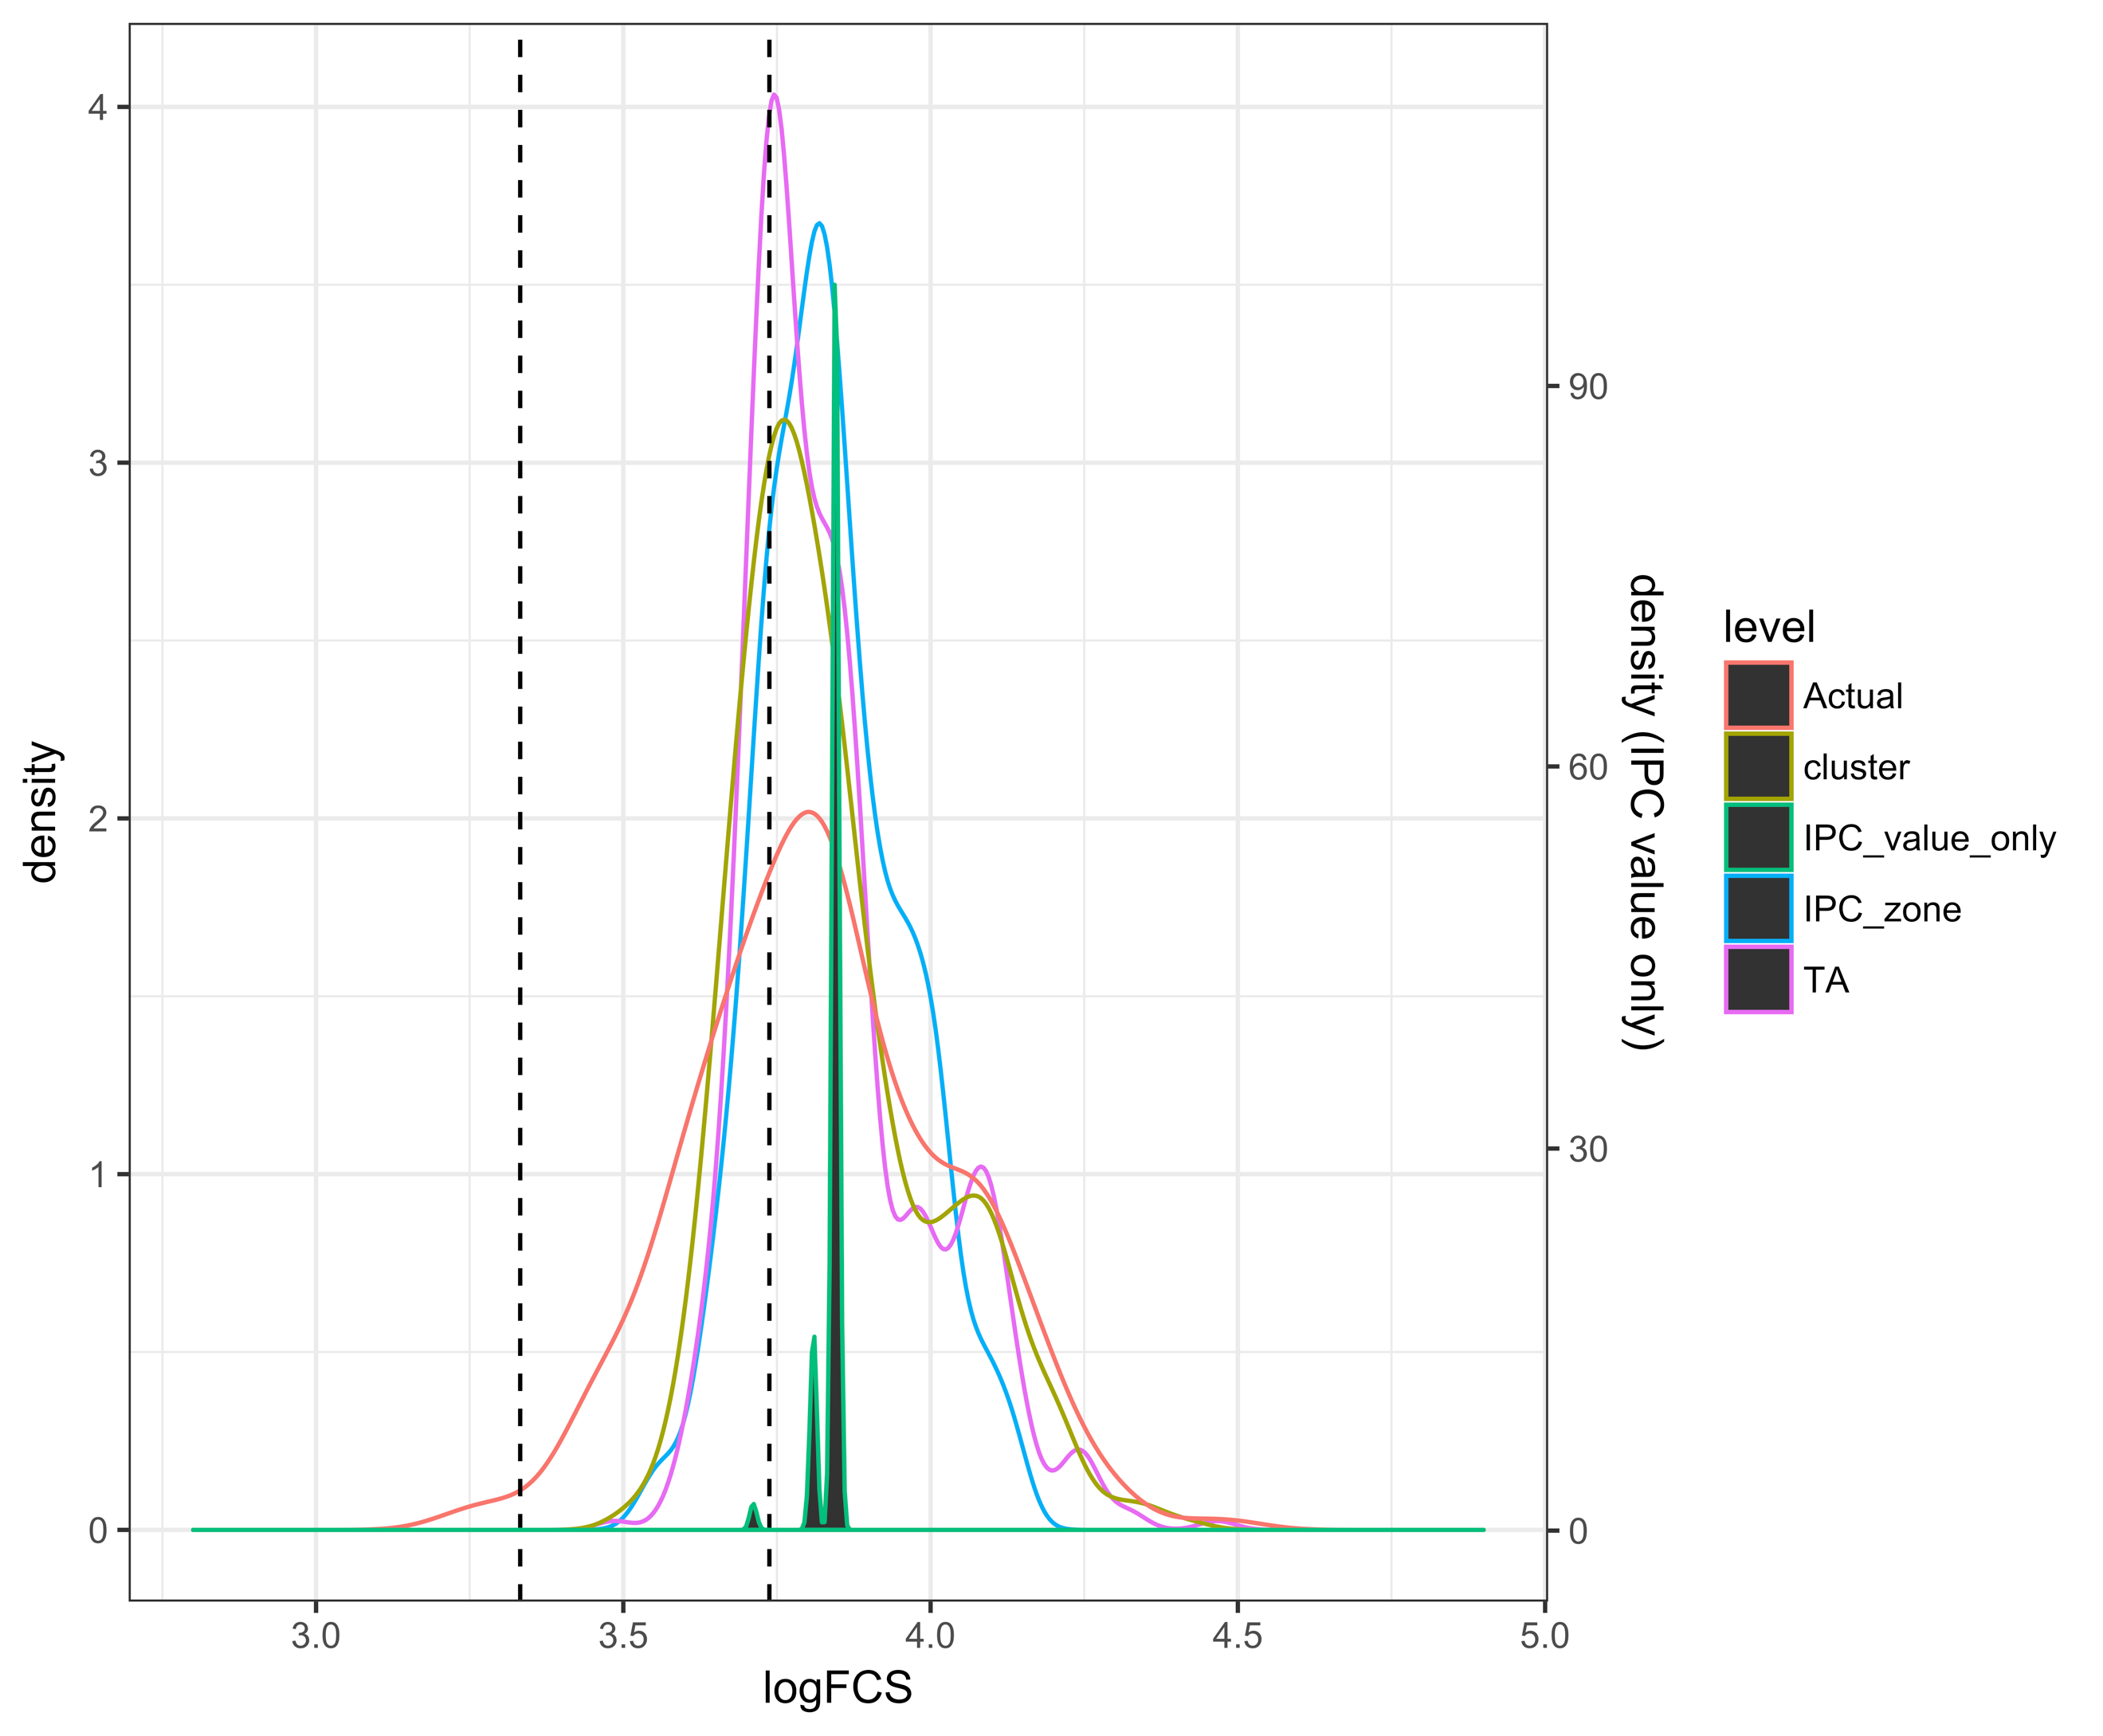 density
4
3
2
1
0
3.0 3.5 4.0 4.5 5.0
logFCS
90
60
30
0
density (IPC value only)
level
Actual
cluster
IPC_value_only
IPC_zone
TA